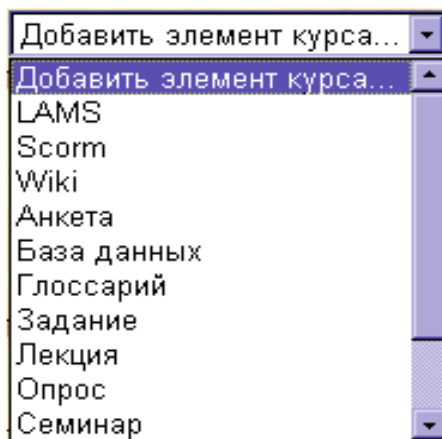 Добавить элемент курса...
Добавить элемент курса...
LAMS
Scorm
Wiki
Анкета
База данных
Глоссарий
Задание
Лекция
Опрос
Семинар